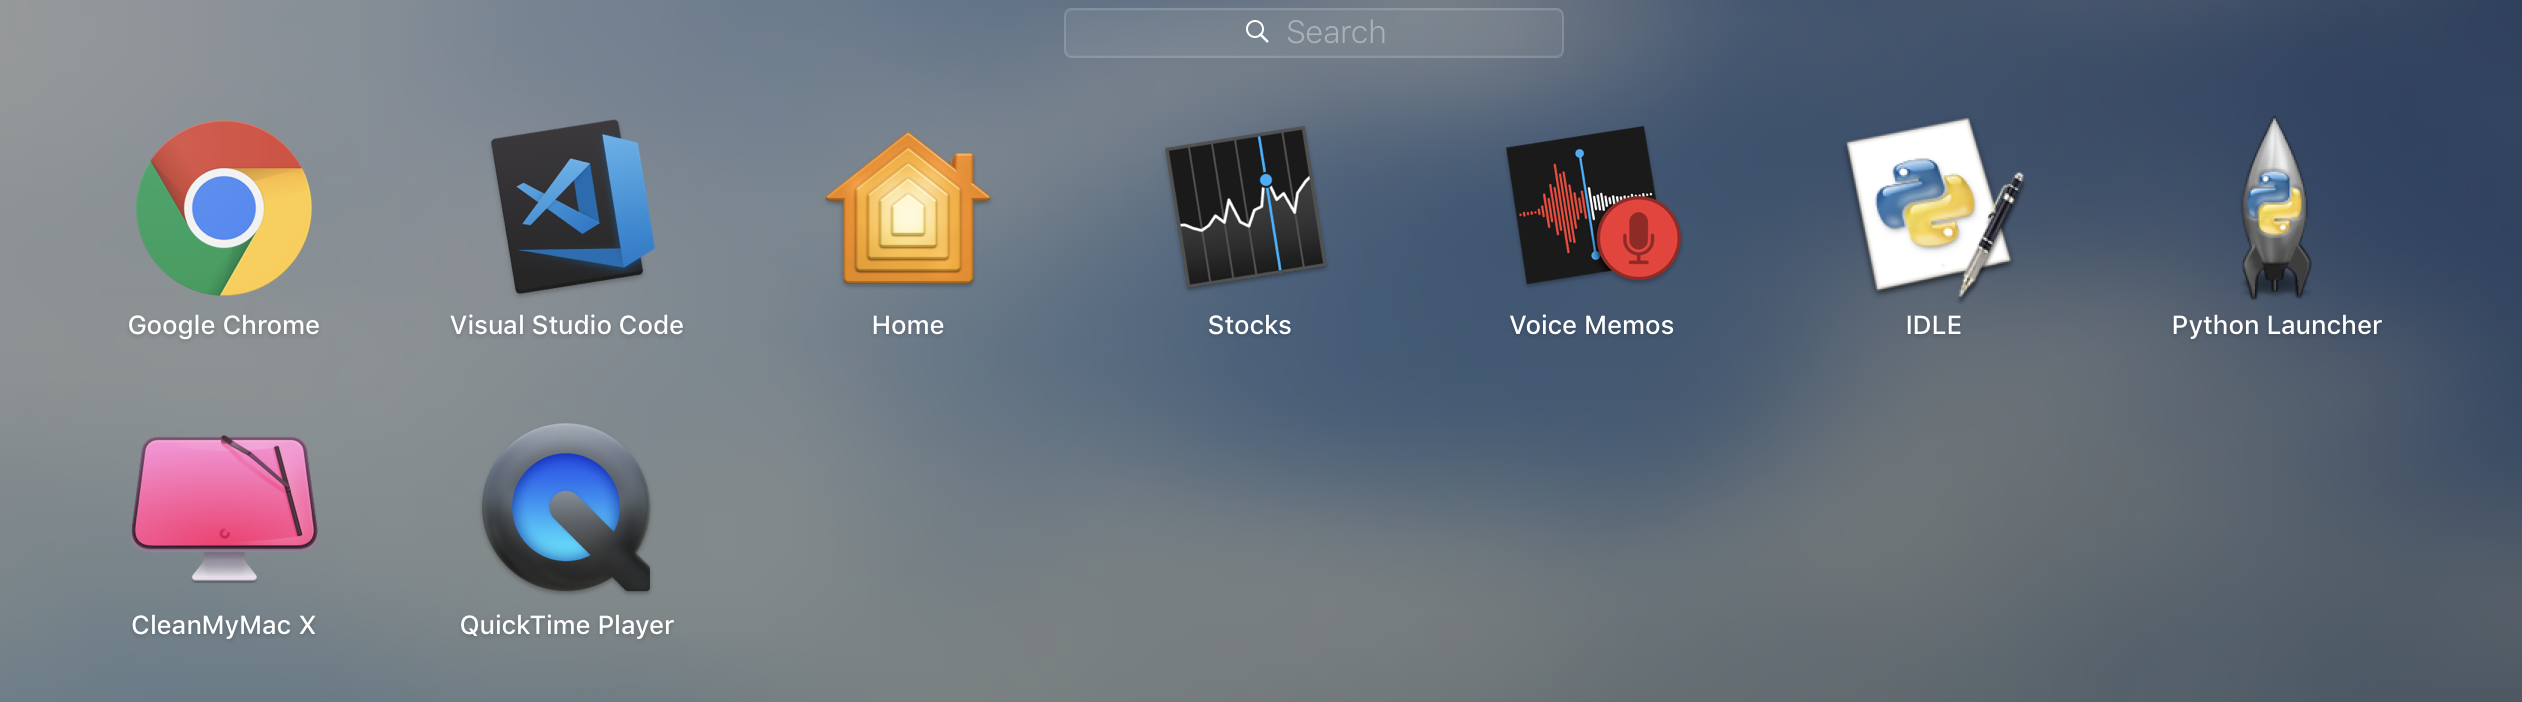 Search
Google Chrome
Visual Studio Code
Home
Stocks
Voice Memos
IDLE
Python Launcher
CleanMyMac X
QuickTime Player